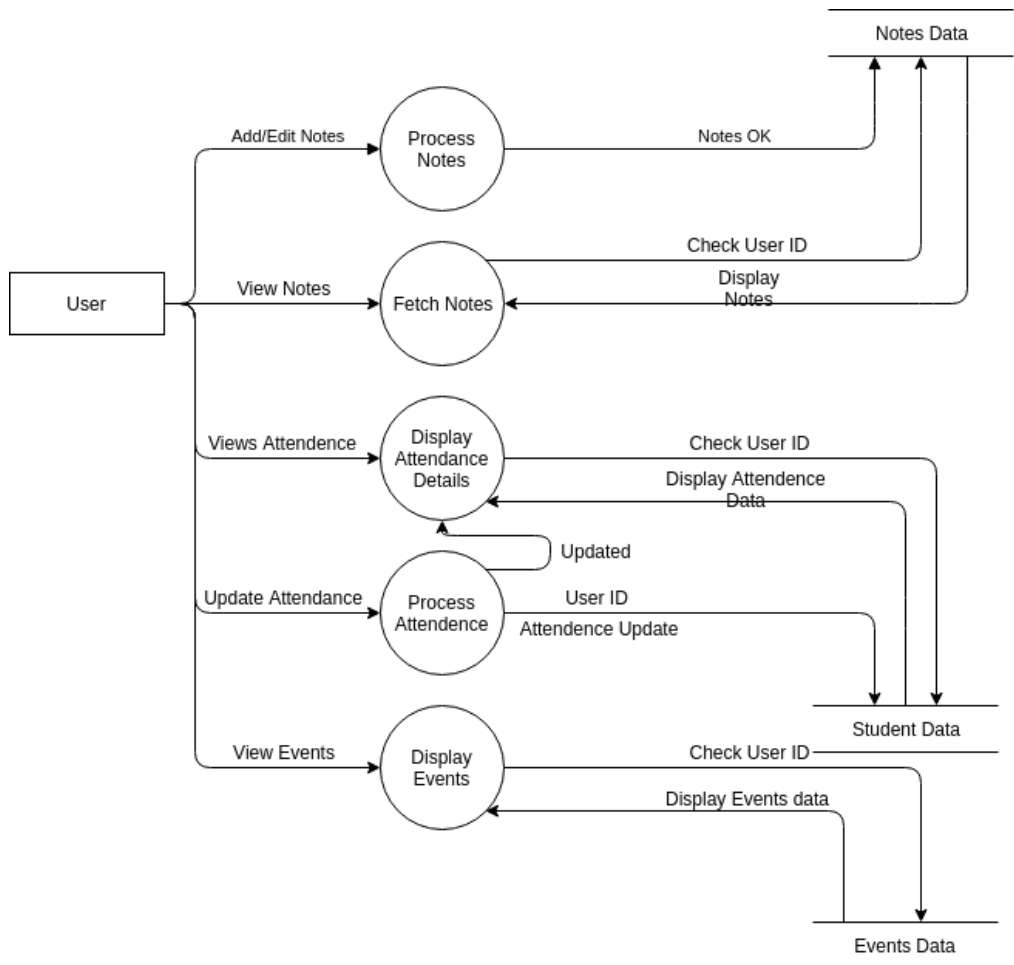 Notes Data
Add/Edit Notes
Process
Notes
Notes OK
Check User ID
User
View Notes
Fetch Notes
Display
Notes
Views Attendence
Display
Attendance
Details
Check User ID
Display Attendence
Data
Updated
Update Attendance
Process
Attendence
User ID
Attendence Update
Student Data
View Events
Display
Events
Check User ID
Display Events data
Events Data